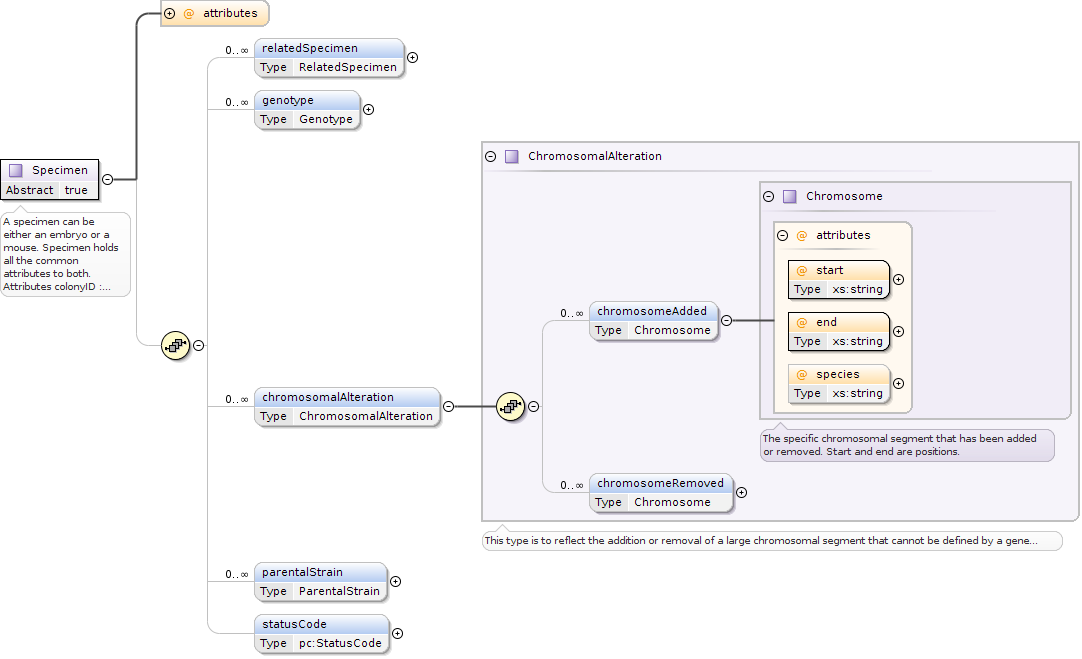 @ attributes
0..∞ relatedSpecimen
Type RelatedSpecimen
0..∞ genotype
Type Genotype
Specimen
Abstract true
A specimen can be
either an embryo or a
mouse. Specimen holds
all the common
attributes to both.
Attributes colonyID :...
0..∞ chromosomalAlteration
Type ChromosomalAlteration
ChromosomalAlteration
0..∞ chromosomeAdded
Type Chromosome
Chromosome
@ attributes
@ start
Type xs:string
@ end
Type xs:string
@ species
Type xs:string
The specific chromosomal segment that has been added
or removed. Start and end are positions.
0..∞ chromosomeRemoved
Type Chromosome
This type is to reflect the addition or removal of a large chromosomal segment that cannot be defined by a gene...
0..∞ parentalStrain
Type ParentalStrain
statusCode
Type pc:StatusCode